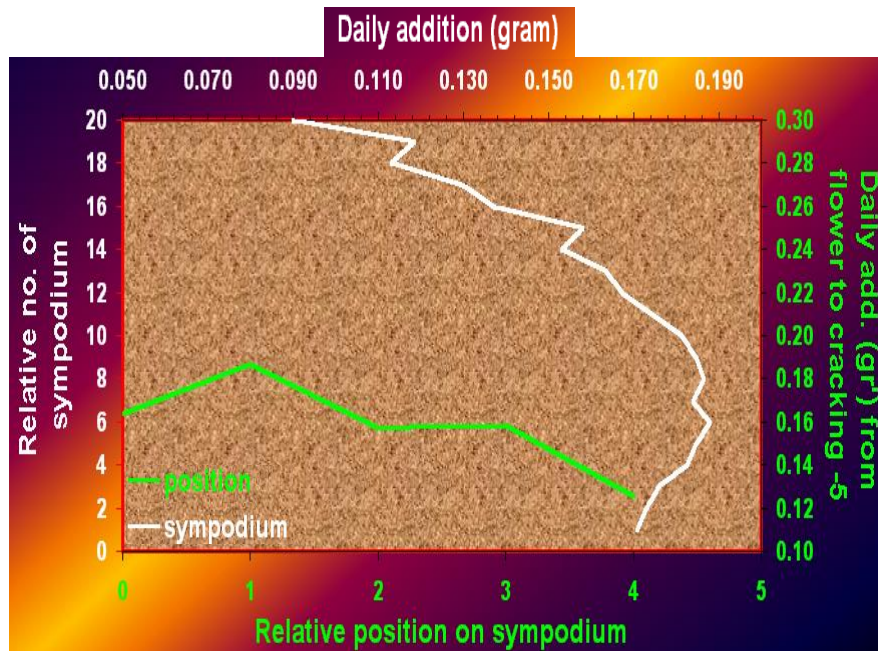 Daily addition (gram)
0.050 0.070 0.090 0.110 0.130 0.150 0.170 0.190
20
18
16
14
12
10
8
6
4
2
0
Relative no. of
sympodium
position
sympodium
0.30
0.28
0.26
0.24
0.22
0.20
0.18
0.16
0.14
0.12
0.10
Daily add. (gr') from
flower to cracking -5
0 1 2 3 4 5
Relative position on sympodium